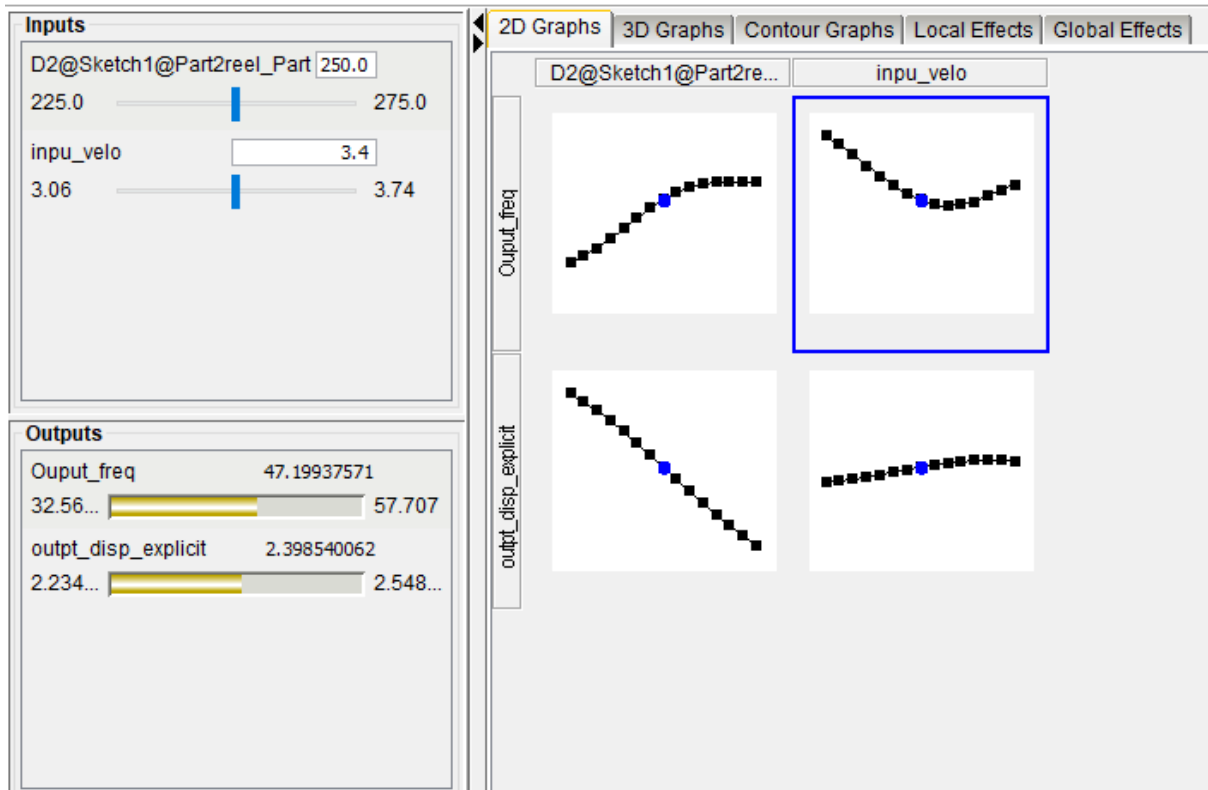 Inputs
D2@Sketch1@Part2reel_Part 250.0
225.0 275.0
inpu_velo 3.4
3.06 3.74
Outputs
Ouput_freq 47.19937571
32.56... 57.707
outpt_disp_explicit 2.398540062
2.234... 2.548...
2D Graphs 3D Graphs Contour Graphs Local Effects Global Effects
D2@Sketch1@Part2re... inpu_velo
Ouput_freq
outpt_disp_explicit